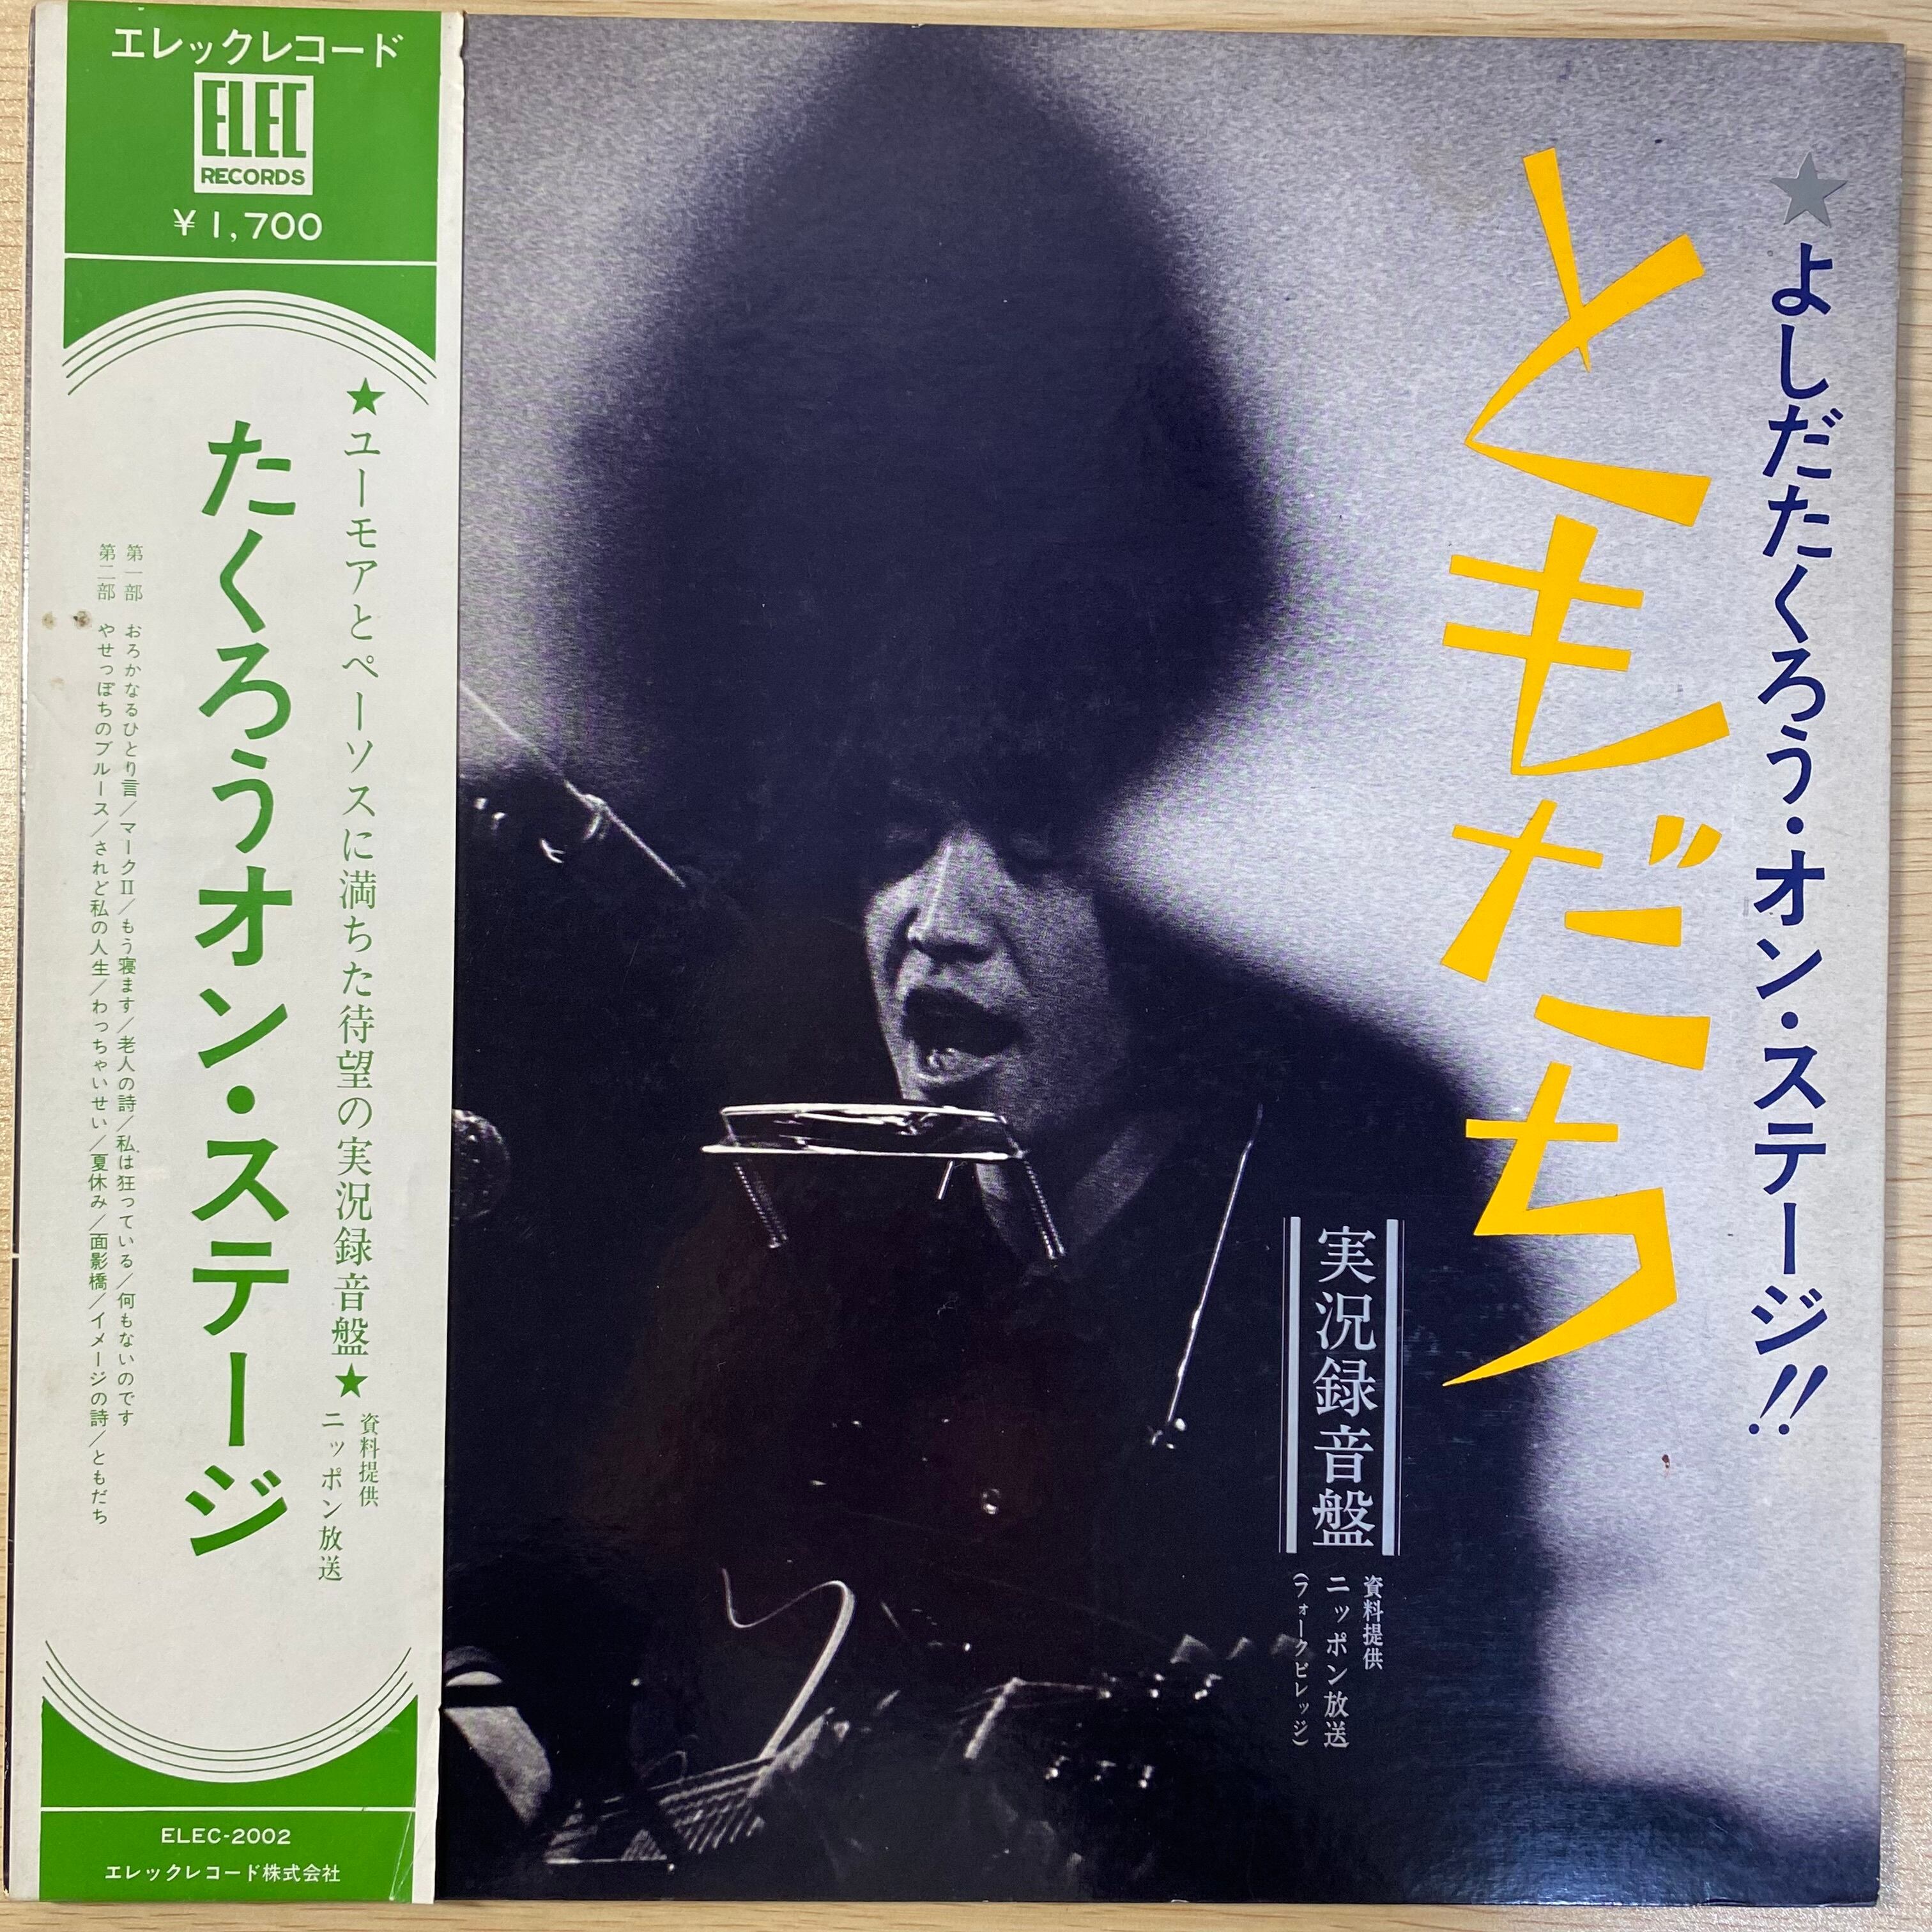 エレックレコード
ELEC
RECORDS
¥1,700
★ユーモアとペーソスに満ちた待望の実況録音盤★
資料提供
ニッポン放送
たくろうオン・ステージ
第一部 おろかなるひとり言/マークII/もう寝ます/老人の詩/私は狂っている/何もないのです
第二部 やせっぽちのブルース/されど私の人生/わっちゃいせい/夏休み/面影橋/イメージの詩/ともだち
ELEC-2002
エレックレコード株式会社
★よしだたくろう・オン・ステージ!!
ともだち
実況録音盤
資料提供
ニッポン放送
(フォークビレッジ)